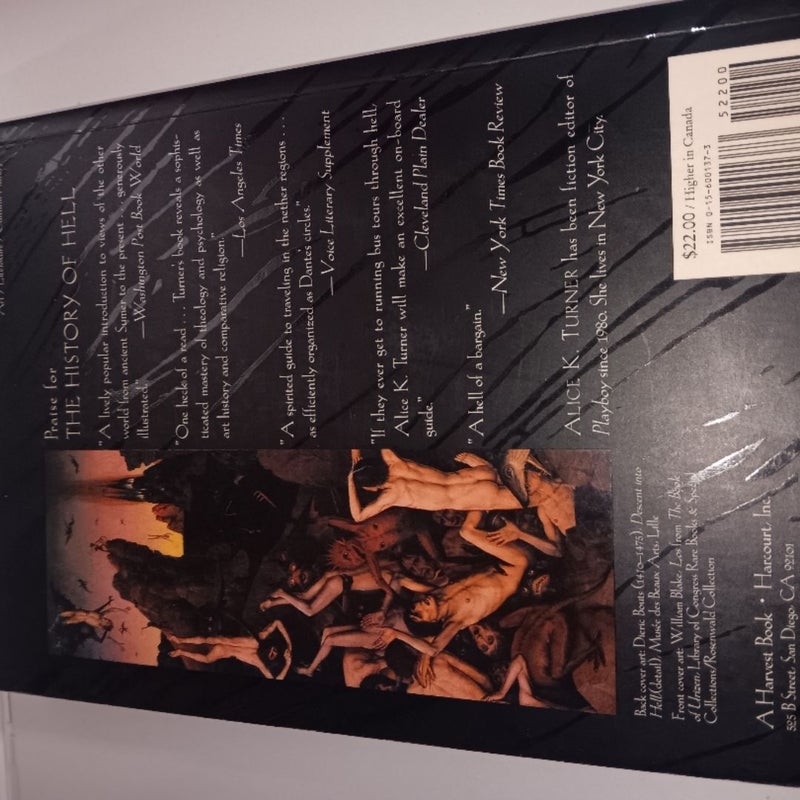 Praise for
THE HISTORY OF HELL
"A lively popular introduction to views of the other
world from ancient Sumer to the present . . . generously
illustrated."
—Washington Post Book World
"One heck of a read . . . Turner's book reveals a sophis-
ticated mastery of theology and psychology as well as
art history and comparative religion."
—Los Angeles Times
"A spirited guide to traveling in the nether regions . . .
as efficiently organized as Dante's circles."
—Voice Literary Supplement
"If they ever get to running bus tours through hell,
Alice K. Turner will make an excellent on-board
guide."
—Cleveland Plain Dealer
"A hell of a bargain."
—New York Times Book Review
ALICE K. TURNER has been fiction editor of
Playboy since 1980. She lives in New York City.
Back cover art: Dieric Bouts (1410–1475), Descent into
Hell (detail), Musée des Beaux Arts, Lille
Front cover art: William Blake, Los from The Book
of Urizen, Library of Congress Rare Books & Special
Collections/Rosenwald Collection
A Harvest Book • Harcourt, Inc.
525 B Street, San Diego, CA 92101
$22.00 / Higher in Canada
ISBN 0-15-600137-3
52200